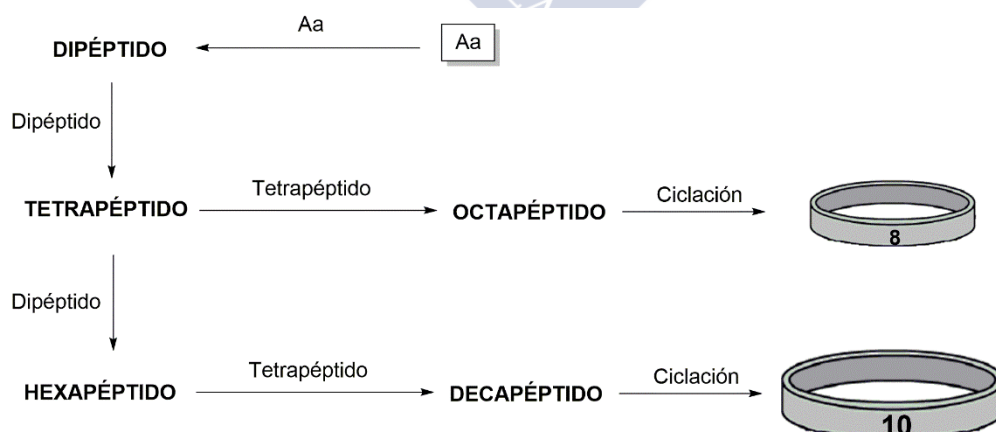 Aa
Aa
DIPÉPTIDO
Dipéptido
Tetrapéptido
Ciclación
TETRAPÉPTIDO
OCTAPÉPTIDO
8
Dipéptido
Tetrapéptido
Ciclación
HEXAPÉPTIDO
DECAPÉPTIDO
10